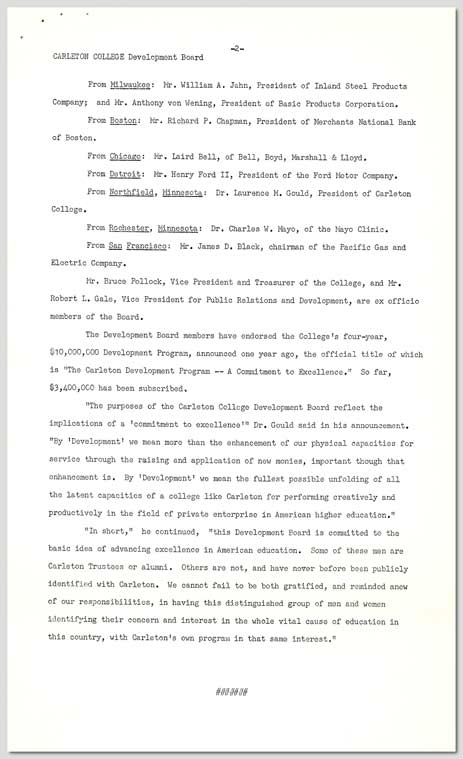 -2-
CARLETON COLLEGE Development Board
From Milwaukee: Mr. William A. Jahn, President of Inland Steel Products
Company; and Mr. Anthony von Wening, President of Basic Products Corporation.
From Boston: Mr. Richard P. Chapman, President of Merchants National Bank
of Boston.
From Chicago: Mr. Laird Bell, of Bell, Boyd, Marshall & Lloyd.
From Detroit: Mr. Henry Ford II, President of the Ford Motor Company.
From Northfield, Minnesota: Dr. Laurence M. Gould, President of Carleton
College.
From Rochester, Minnesota: Dr. Charles W. Mayo, of the Mayo Clinic.
From San Francisco: Mr. James D. Black, chairman of the Pacific Gas and
Electric Company.
Mr. Bruce Pollock, Vice President and Treasurer of the College, and Mr.
Robert L. Gale, Vice President for Public Relations and Development, are ex officio
members of the Board.
The Development Board members have endorsed the College's four-year,
$10,000,000 Development Program, announced one year ago, the official title of which
is "The Carleton Development Program -- A Commitment to Excellence." So far,
$3,400,000 has been subscribed.
"The purposes of the Carleton College Development Board reflect the
implications of a 'commitment to excellence'" Dr. Gould said in his announcement.
"By 'Development' we mean more than the enhancement of our physical capacities for
service through the raising and application of new monies, important though that
enhancement is. By 'Development' we mean the fullest possible unfolding of all
the latent capacities of a college like Carleton for performing creatively and
productively in the field of private enterprise in American higher education."
"In short," he continued, "this Development Board is committed to the
basic idea of advancing excellence in American education. Some of these men are
Carleton Trustees or alumni. Others are not, and have never before been publicly
identified with Carleton. We cannot fail to be both gratified, and reminded anew
of our responsibilities, in having this distinguished group of men and women
identifying their concern and interest in the whole vital cause of education in
this country, with Carleton's own program in that same interest."
#######